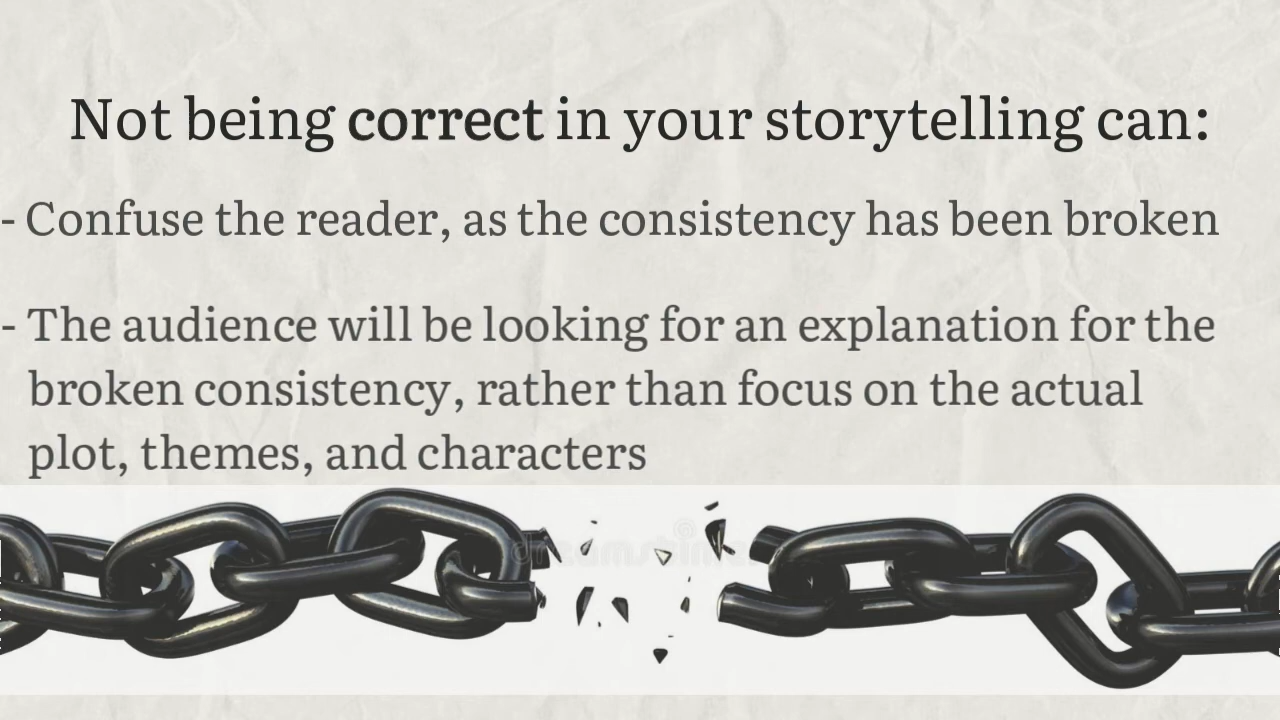 Not being correct in your storytelling can:
- Confuse the reader, as the consistency has been broken
- The audience will be looking for an explanation for the
broken consistency, rather than focus on the actual
plot, themes, and characters
dreamstime